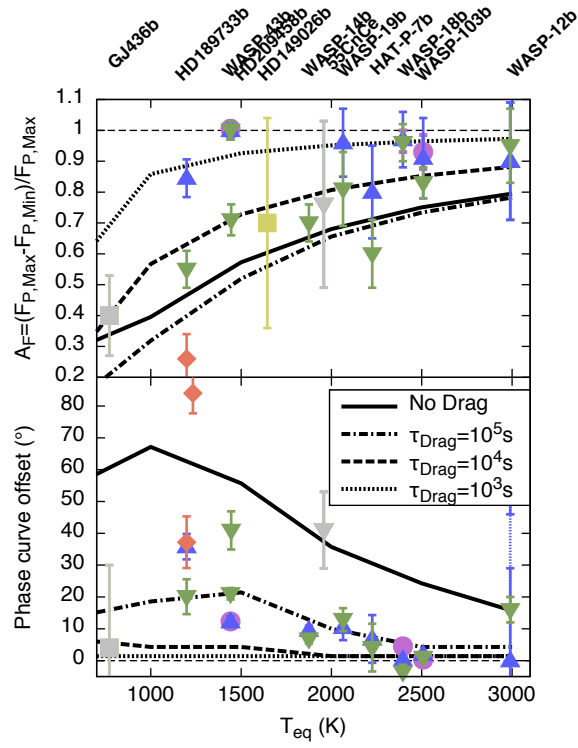 GJ436b
HD189733b
WASP-43b
HD209458b
HD149026b
WASP-14b
55CnCe
WASP-19b
HAT-P-7b
WASP-18b
WASP-103b
WASP-12b
A_F=(F_P,Max-F_P,Min)/F_P,Max
1.1
1
0.9
0.8
0.7
0.6
0.5
0.4
0.3
0.2
Phase curve offset (°)
80
70
60
50
40
30
20
10
0
No Drag
τ_Drag=10^5s
τ_Drag=10^4s
τ_Drag=10^3s
1000 1500 2000 2500 3000
T_eq (K)